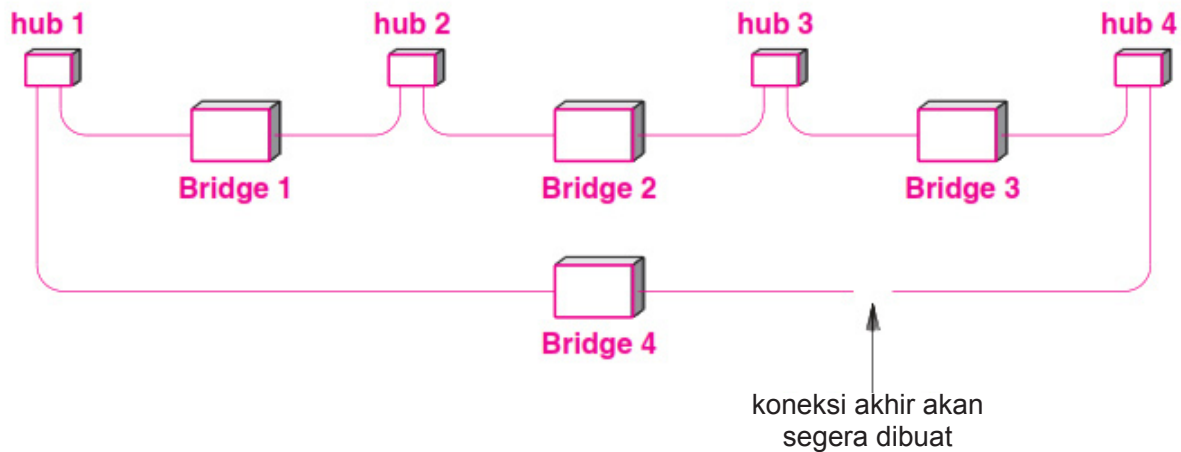 hub 1
hub 2
hub 3
hub 4
Bridge 1
Bridge 2
Bridge 3
Bridge 4
koneksi akhir akan
segera dibuat